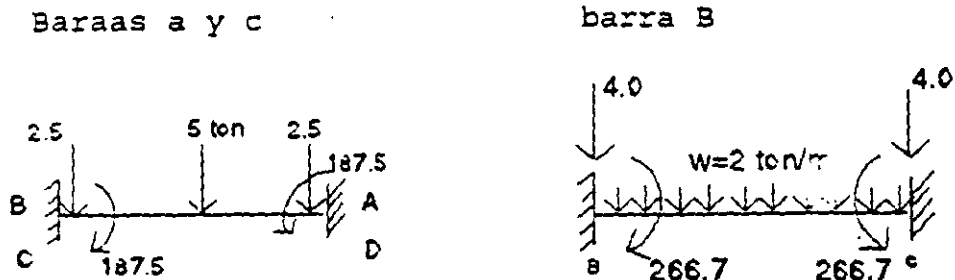 Baraas a y c
barra B
2.5
5 ton
2.5
187.5
B
A
C
D
187.5
4.0
4.0
w=2 ton/m
a
c
266.7
266.7